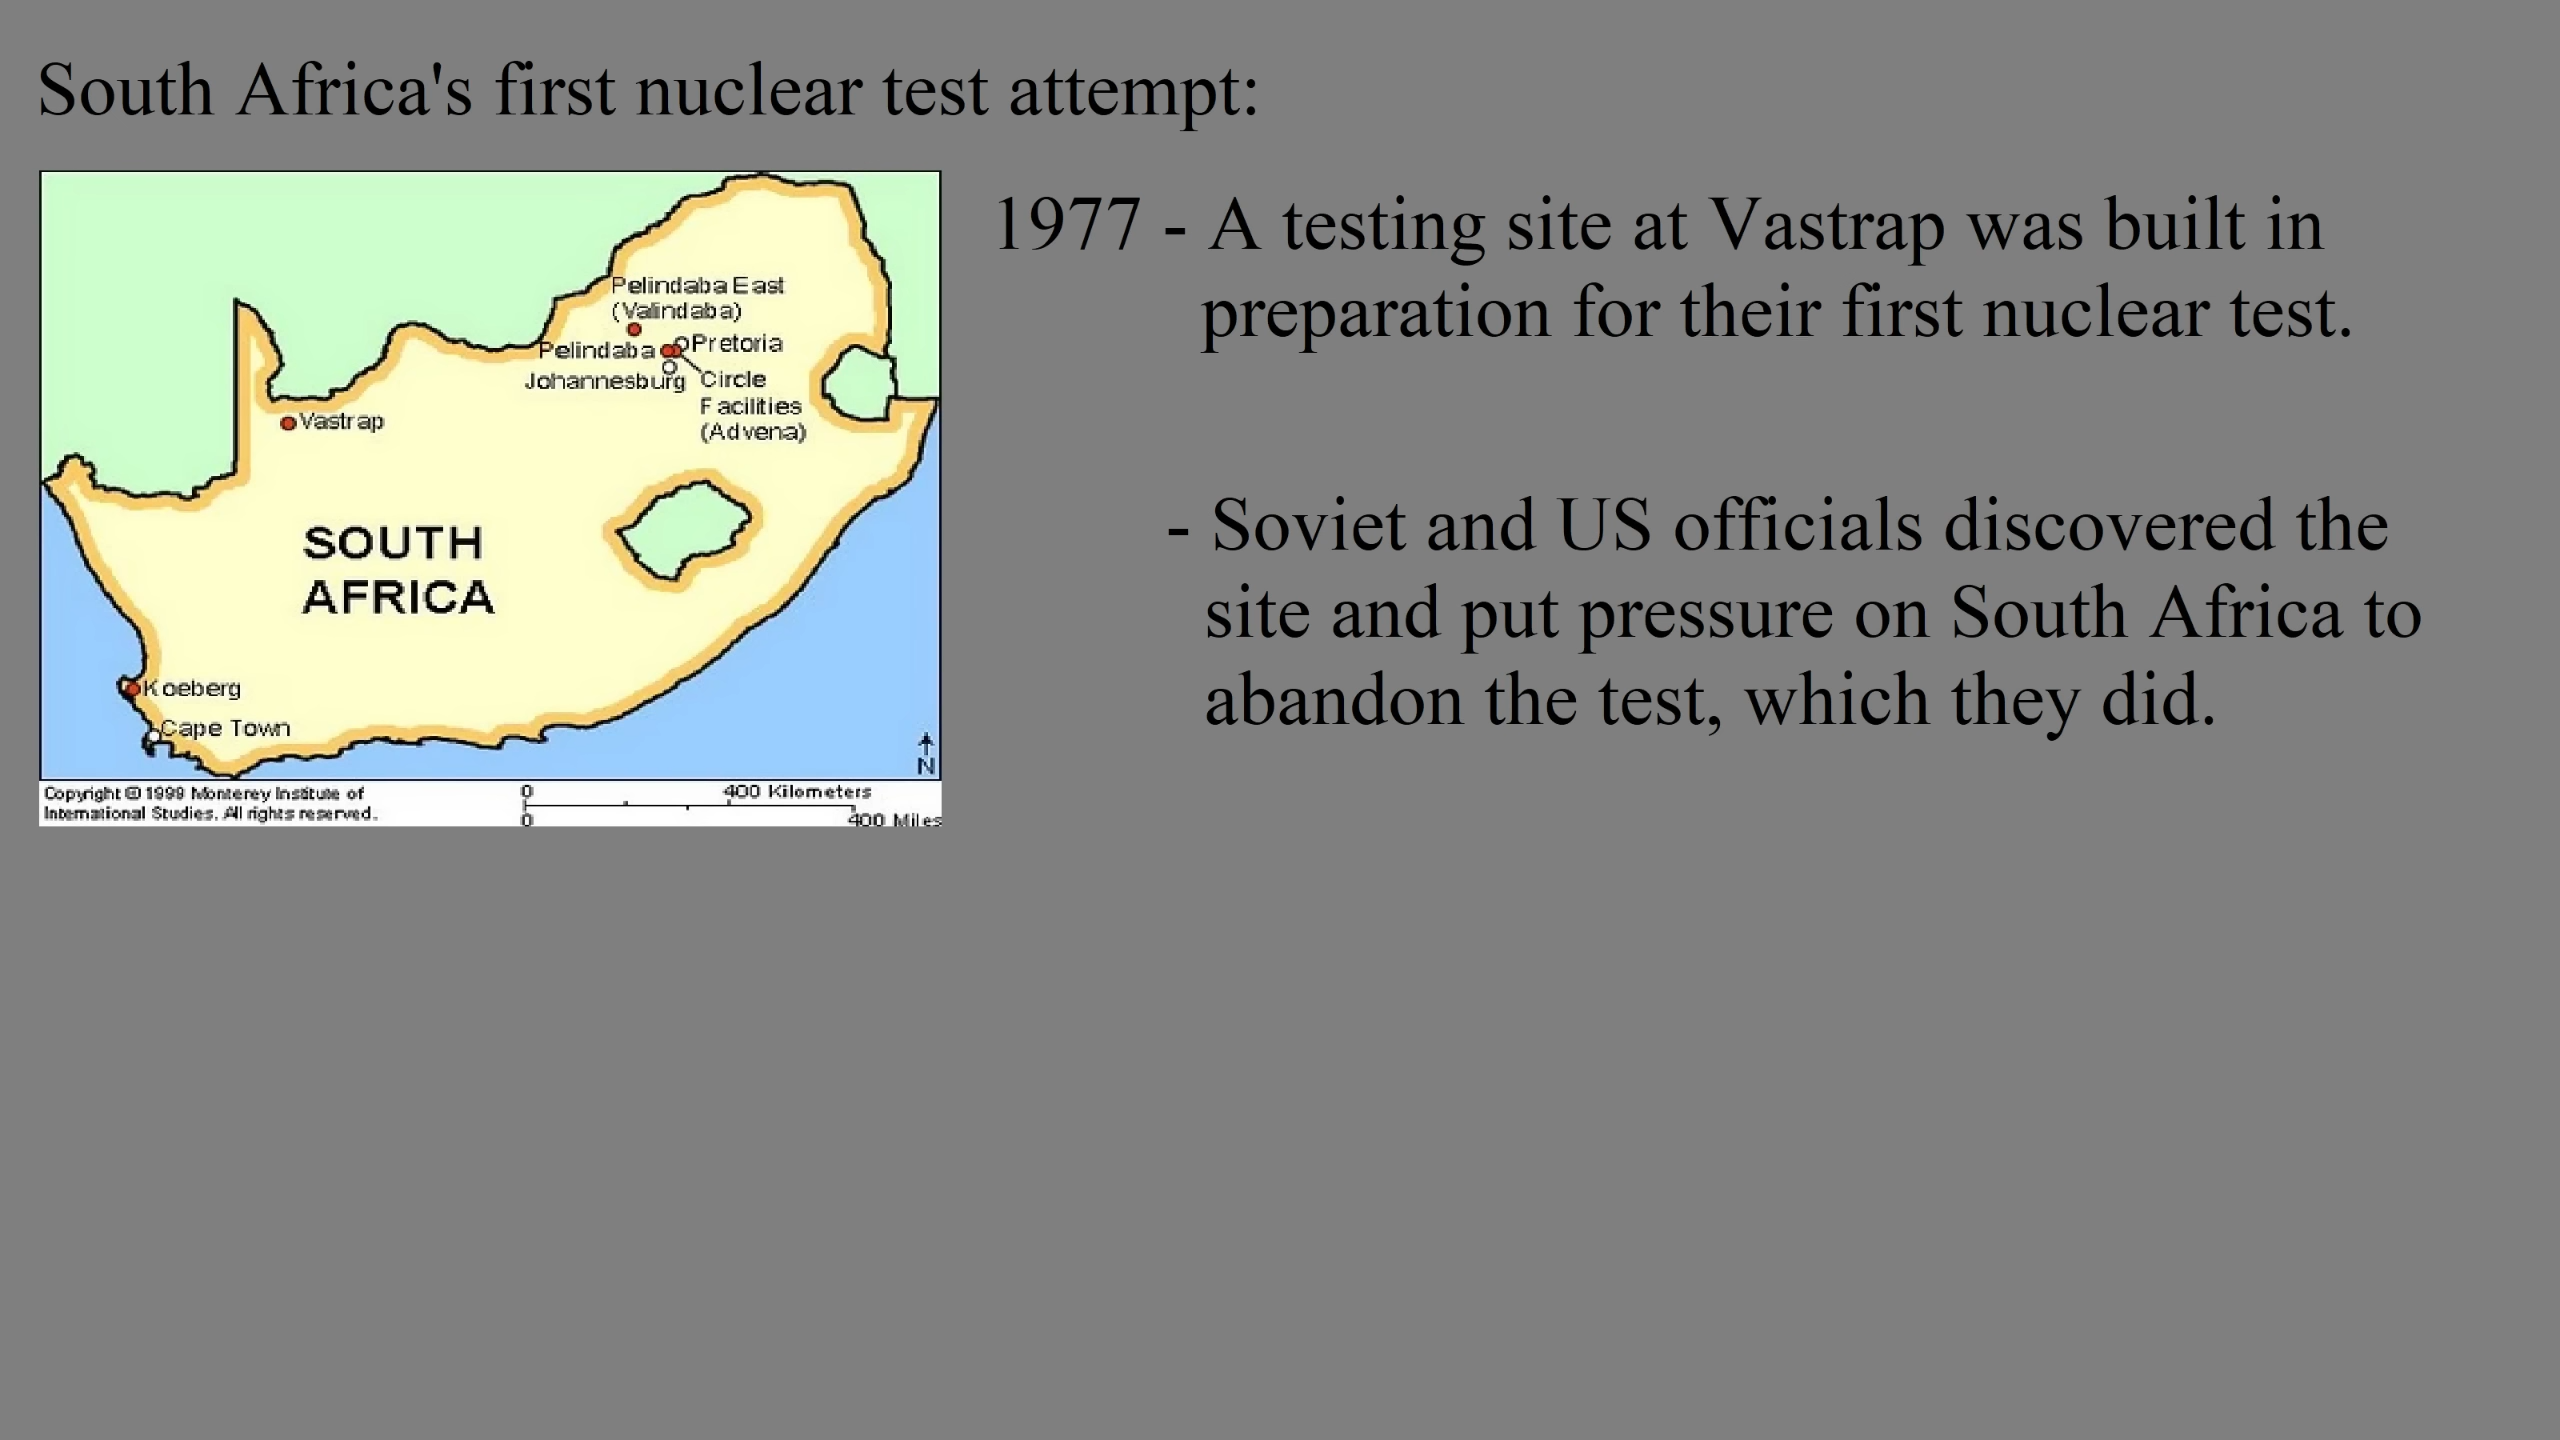 South Africa's first nuclear test attempt:
1977 - A testing site at Vastrap was built in
preparation for their first nuclear test.
- Soviet and US officials discovered the
site and put pressure on South Africa to
abandon the test, which they did.
Pelindaba East
(Valindaba)
Pelindaba
Pretoria
Johannesburg
Circle
Facilities
(Advena)
Vastrap
SOUTH
AFRICA
Koeberg
Cape Town
N
Copyright © 1999 Monterey Institute of
International Studies. All rights reserved.
0 400 Kilometers
0 400 Miles